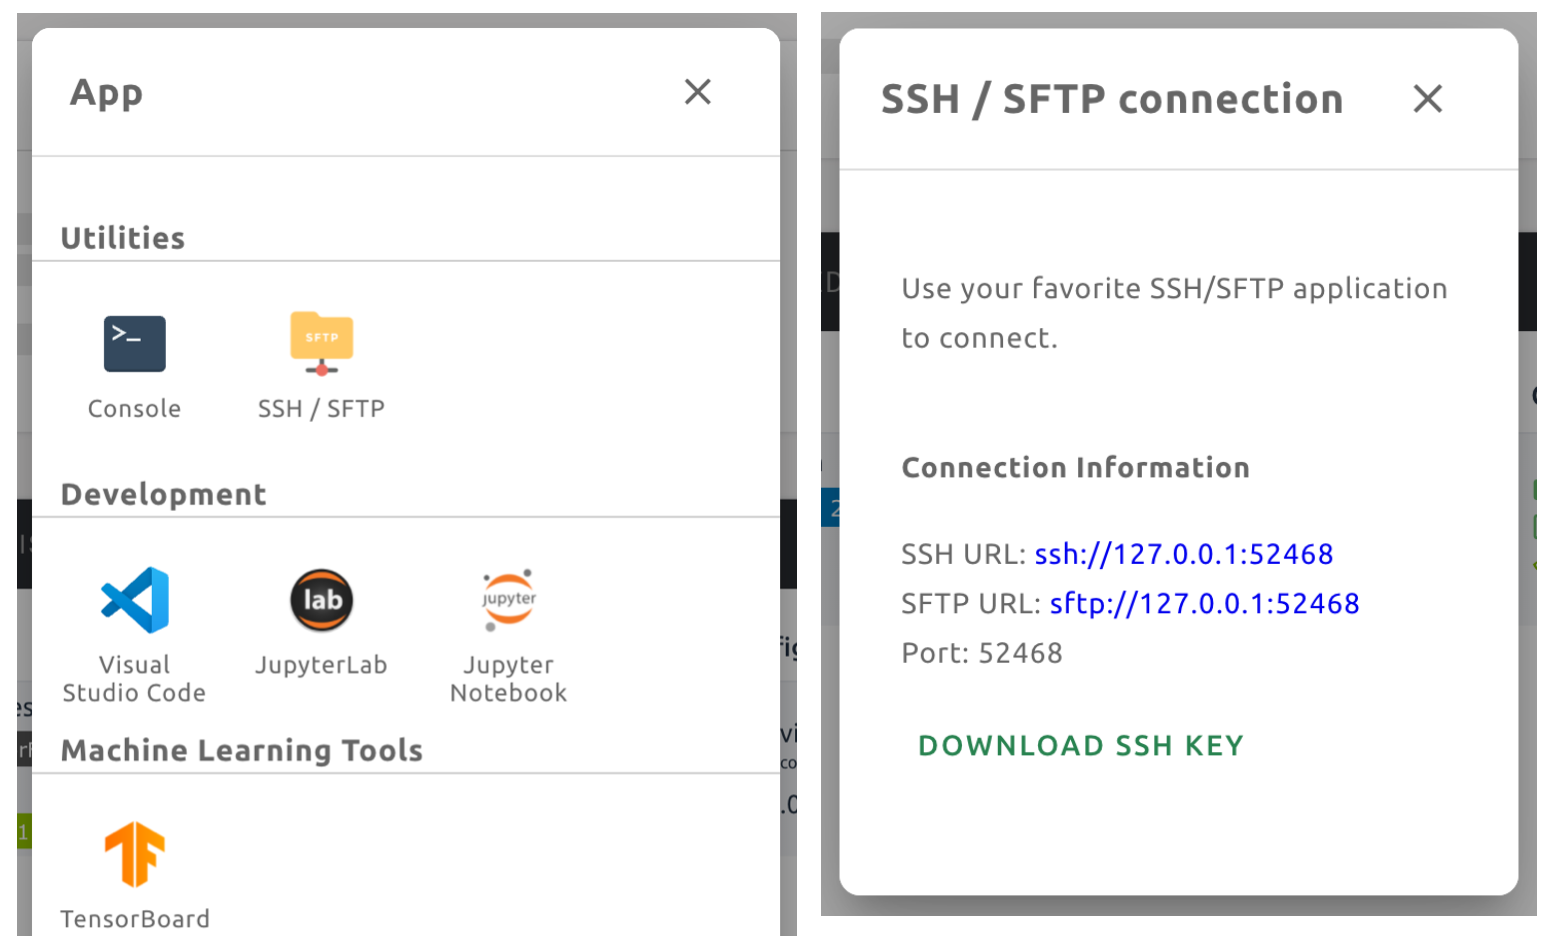 App
Utilities
>_
SFTP
Console
SSH / SFTP
Development
lab
jupyter
Visual
Studio Code
JupyterLab
Jupyter
Notebook
Machine Learning Tools
TensorBoard
SSH / SFTP connection
Use your favorite SSH/SFTP application
to connect.
Connection Information
SSH URL: ssh://127.0.0.1:52468
SFTP URL: sftp://127.0.0.1:52468
Port: 52468
DOWNLOAD SSH KEY